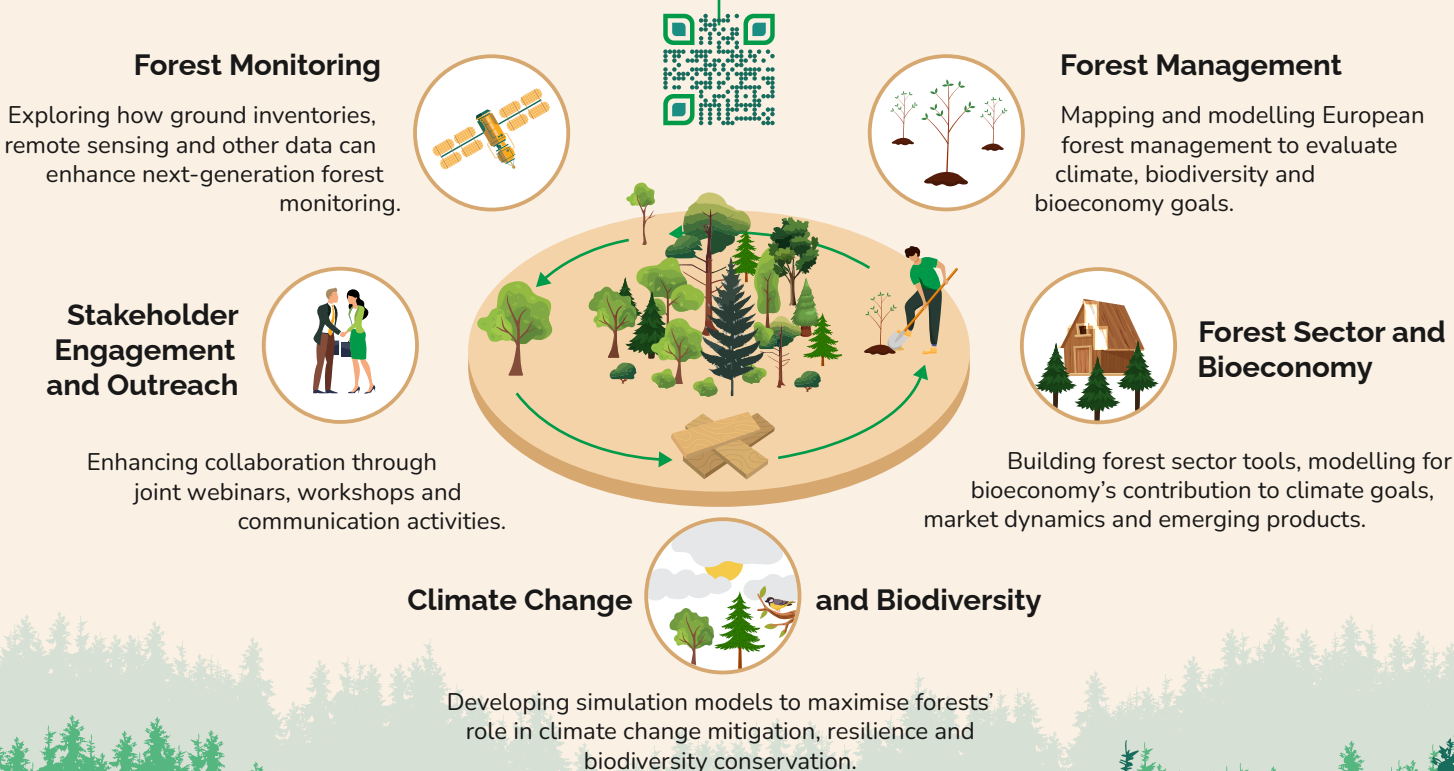 Forest Monitoring
Exploring how ground inventories,
remote sensing and other data can
enhance next-generation forest
monitoring.
Forest Management
Mapping and modelling European
forest management to evaluate
climate, biodiversity and
bioeconomy goals.
Stakeholder
Engagement
and Outreach
Enhancing collaboration through
joint webinars, workshops and
communication activities.
Forest Sector and
Bioeconomy
Building forest sector tools, modelling for
bioeconomy’s contribution to climate goals,
market dynamics and emerging products.
Climate Change and Biodiversity
Developing simulation models to maximise forests’
role in climate change mitigation, resilience and
biodiversity conservation.